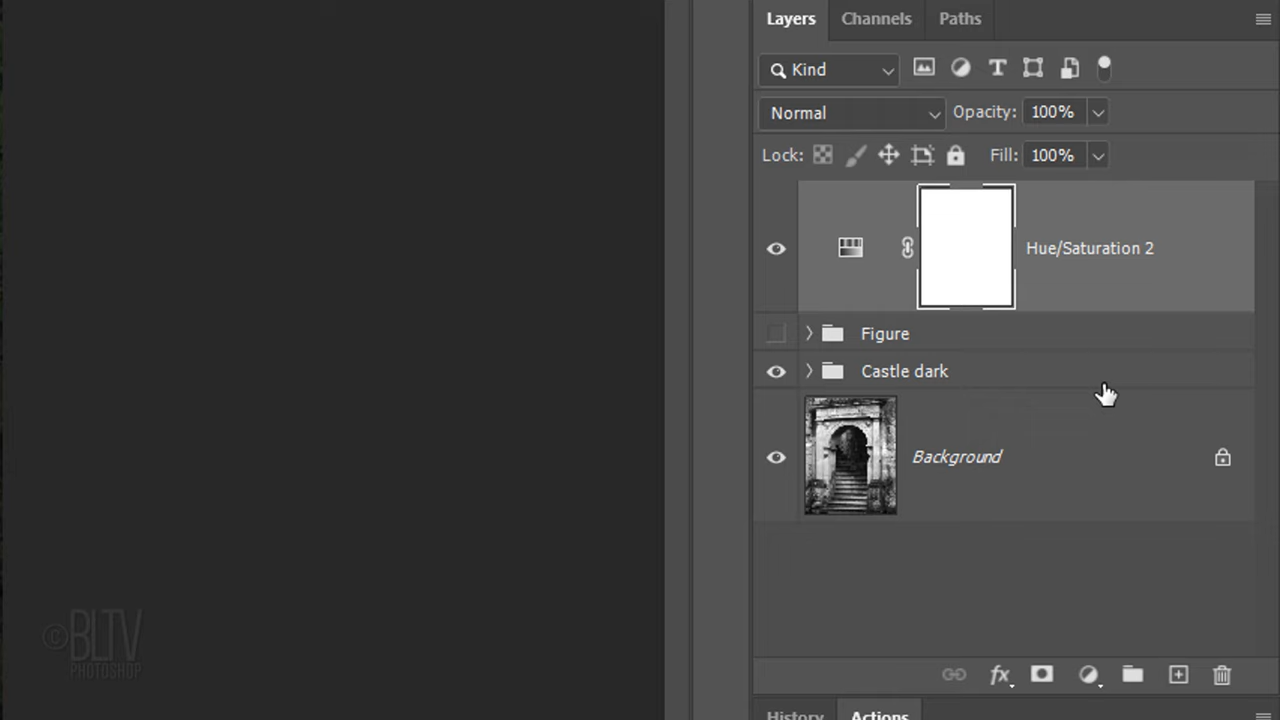 Layers Channels Paths
Kind
Normal Opacity: 100%
Lock: Fill: 100%
Hue/Saturation 2
Figure
Castle dark
Background
fx
©BLTV
PHOTOSHOP
History Actions